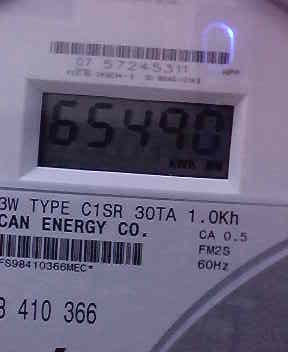 07 57245311
65490
KWH
3W TYPE C1SR 30TA 1.0Kh
CAN ENERGY CO.
CA 0.5
FM2S
60Hz
FS98410366MEC*
8 410 366